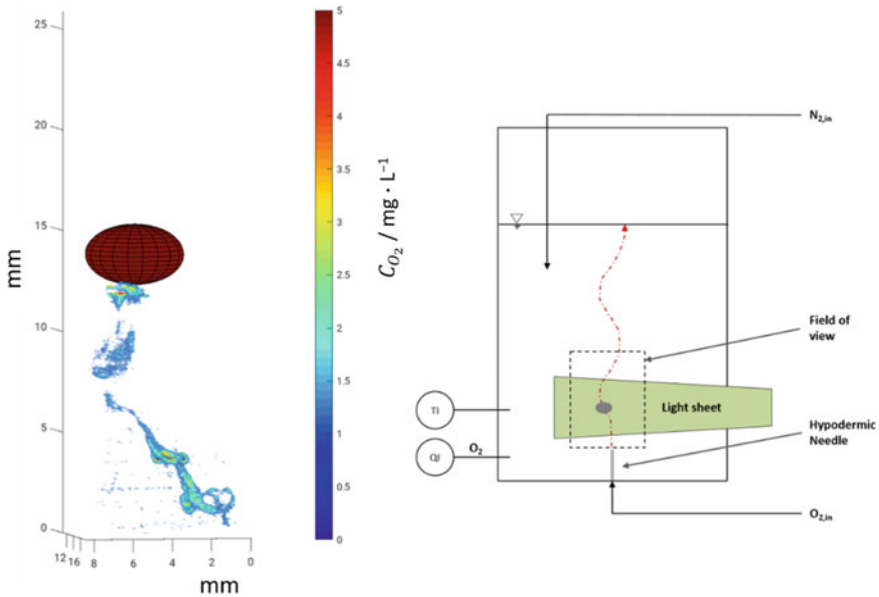 25
20
15
10
5
0
mm
12 16 8 6 4 2 0
mm
5
4.5
4
3.5
3
2.5
2
1.5
1
0.5
0
C_{O₂} / mg · L⁻¹
N₂,in
Field of
view
Light sheet
TI
QI
O₂
Hypodermic
Needle
O₂,in